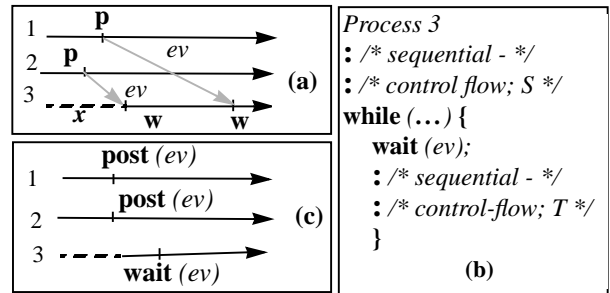 1 p
ev
2 p
ev
(a)
3
x w w
post (ev)
1
post (ev)
2
(c)
3
wait (ev)
Process 3
: /* sequential - */
: /* control flow; S */
while (...) {
wait (ev);
: /* sequential - */
: /* control-flow; T */
}
(b)